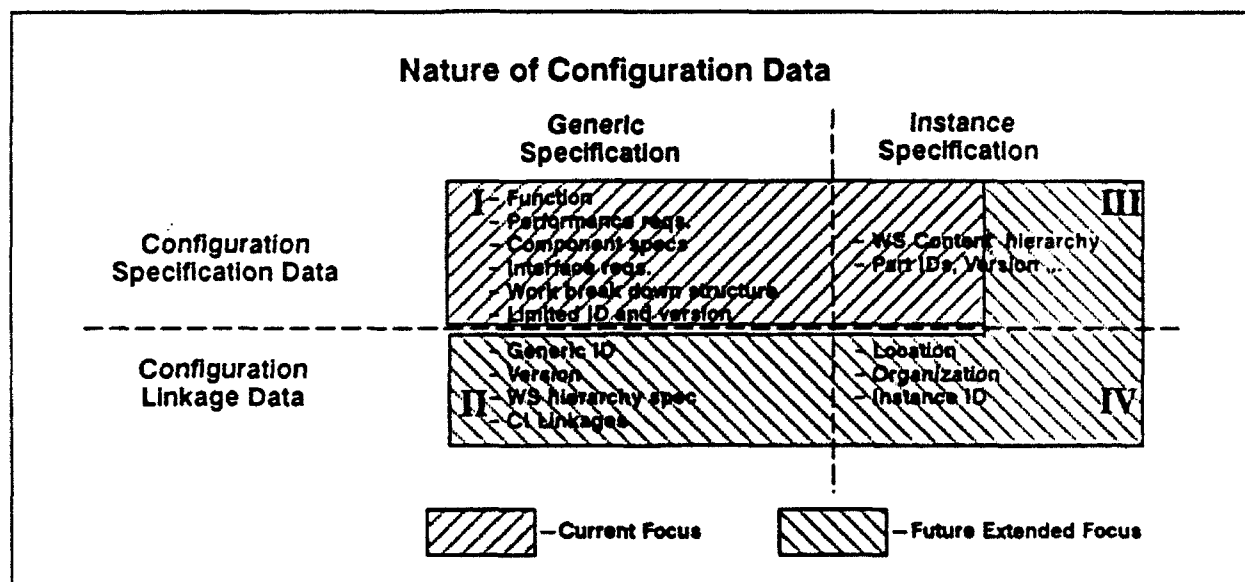 Nature of Configuration Data
Generic
Specification
Instance
Specification
Configuration
Specification Data
I
– Function
– Performance reqs.
– Component specs
– Interface reqs.
– Work break down structure
– Limited ID and version
III
– WS Content hierarchy
– Part IDs, Version ...
Configuration
Linkage Data
II
– Generic ID
– Version
– WS hierarchy spec
– CI Linkages
IV
– Location
– Organization
– Instance ID
– Current Focus
– Future Extended Focus